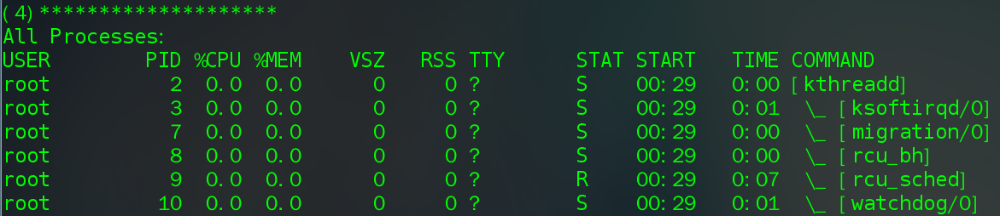 (4)********************
All Processes:
USER        PID %CPU %MEM    VSZ   RSS TTY      STAT START   TIME COMMAND
root          2  0.0  0.0      0     0 ?        S    00:29   0:00 [kthreadd]
root          3  0.0  0.0      0     0 ?        S    00:29   0:01  \_ [ksoftirqd/0]
root          7  0.0  0.0      0     0 ?        S    00:29   0:00  \_ [migration/0]
root          8  0.0  0.0      0     0 ?        S    00:29   0:00  \_ [rcu_bh]
root          9  0.0  0.0      0     0 ?        R    00:29   0:07  \_ [rcu_sched]
root         10  0.0  0.0      0     0 ?        S    00:29   0:01  \_ [watchdog/0]